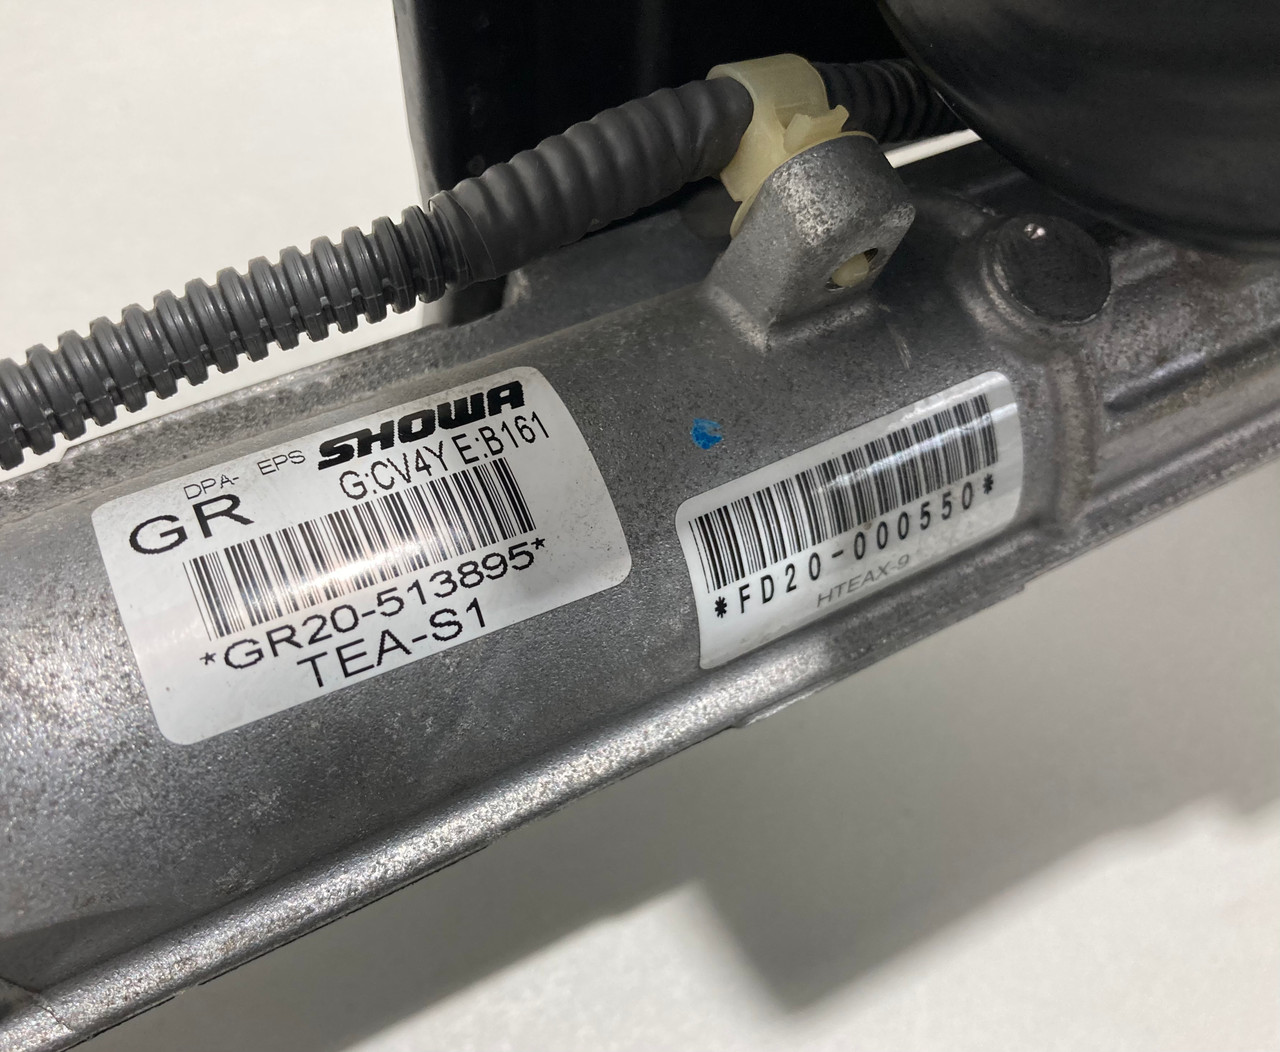 DPA- EPS SHOWA
GR G:CV4Y E:B161
*GR20-513895*
TEA-S1
*FD20-000550*
HTEAX-9